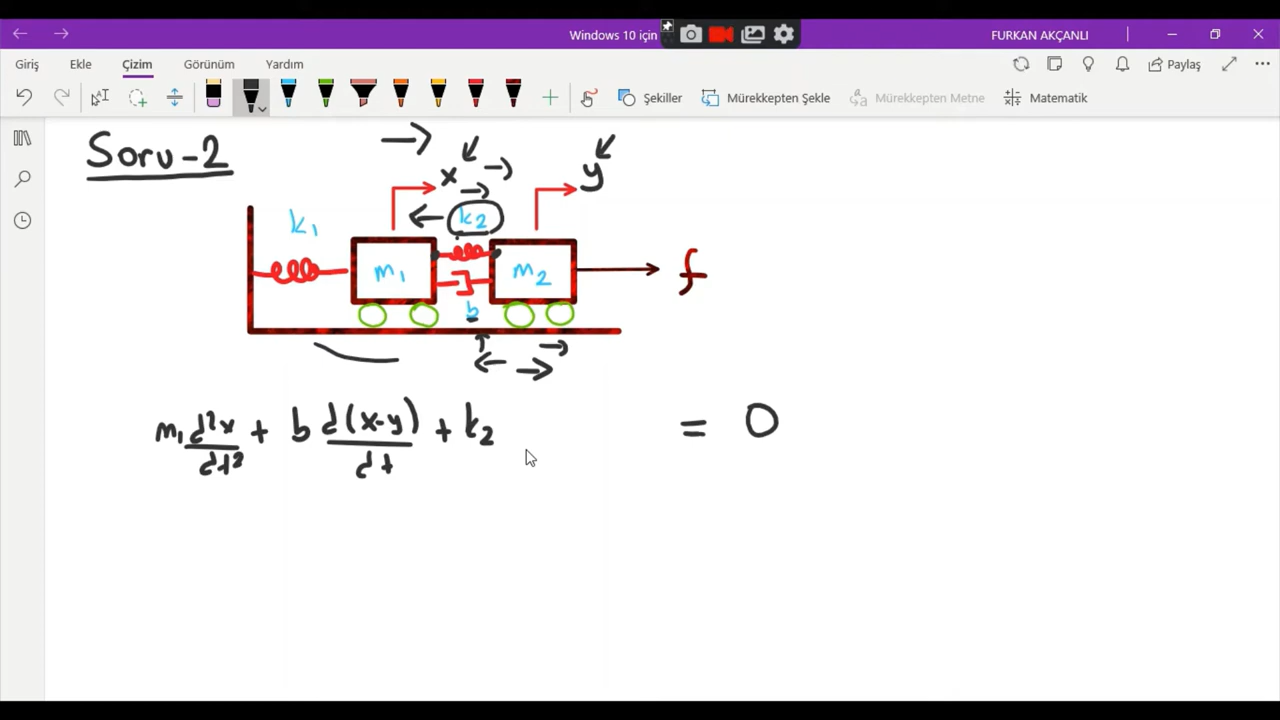 Windows 10 için
FURKAN AKÇANLI
Giriş Ekle Çizim Görünüm Yardım
Paylaş
Şekiller Mürekkepten Şekle Mürekkepten Metne Matematik
Soru-2
x y
k₁ k₂
m₁ m₂ f
b
m₁ d²x/dt² + b d(x-y)/dt + k₂ = 0